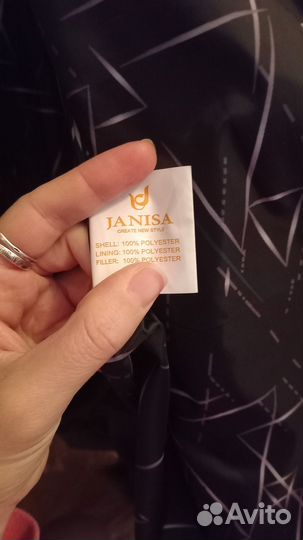 JANISA
CREATE NEW STYLE
SHELL: 100% POLYESTER
LINING: 100% POLYESTER
FILLER: 100% POLYESTER
Avito